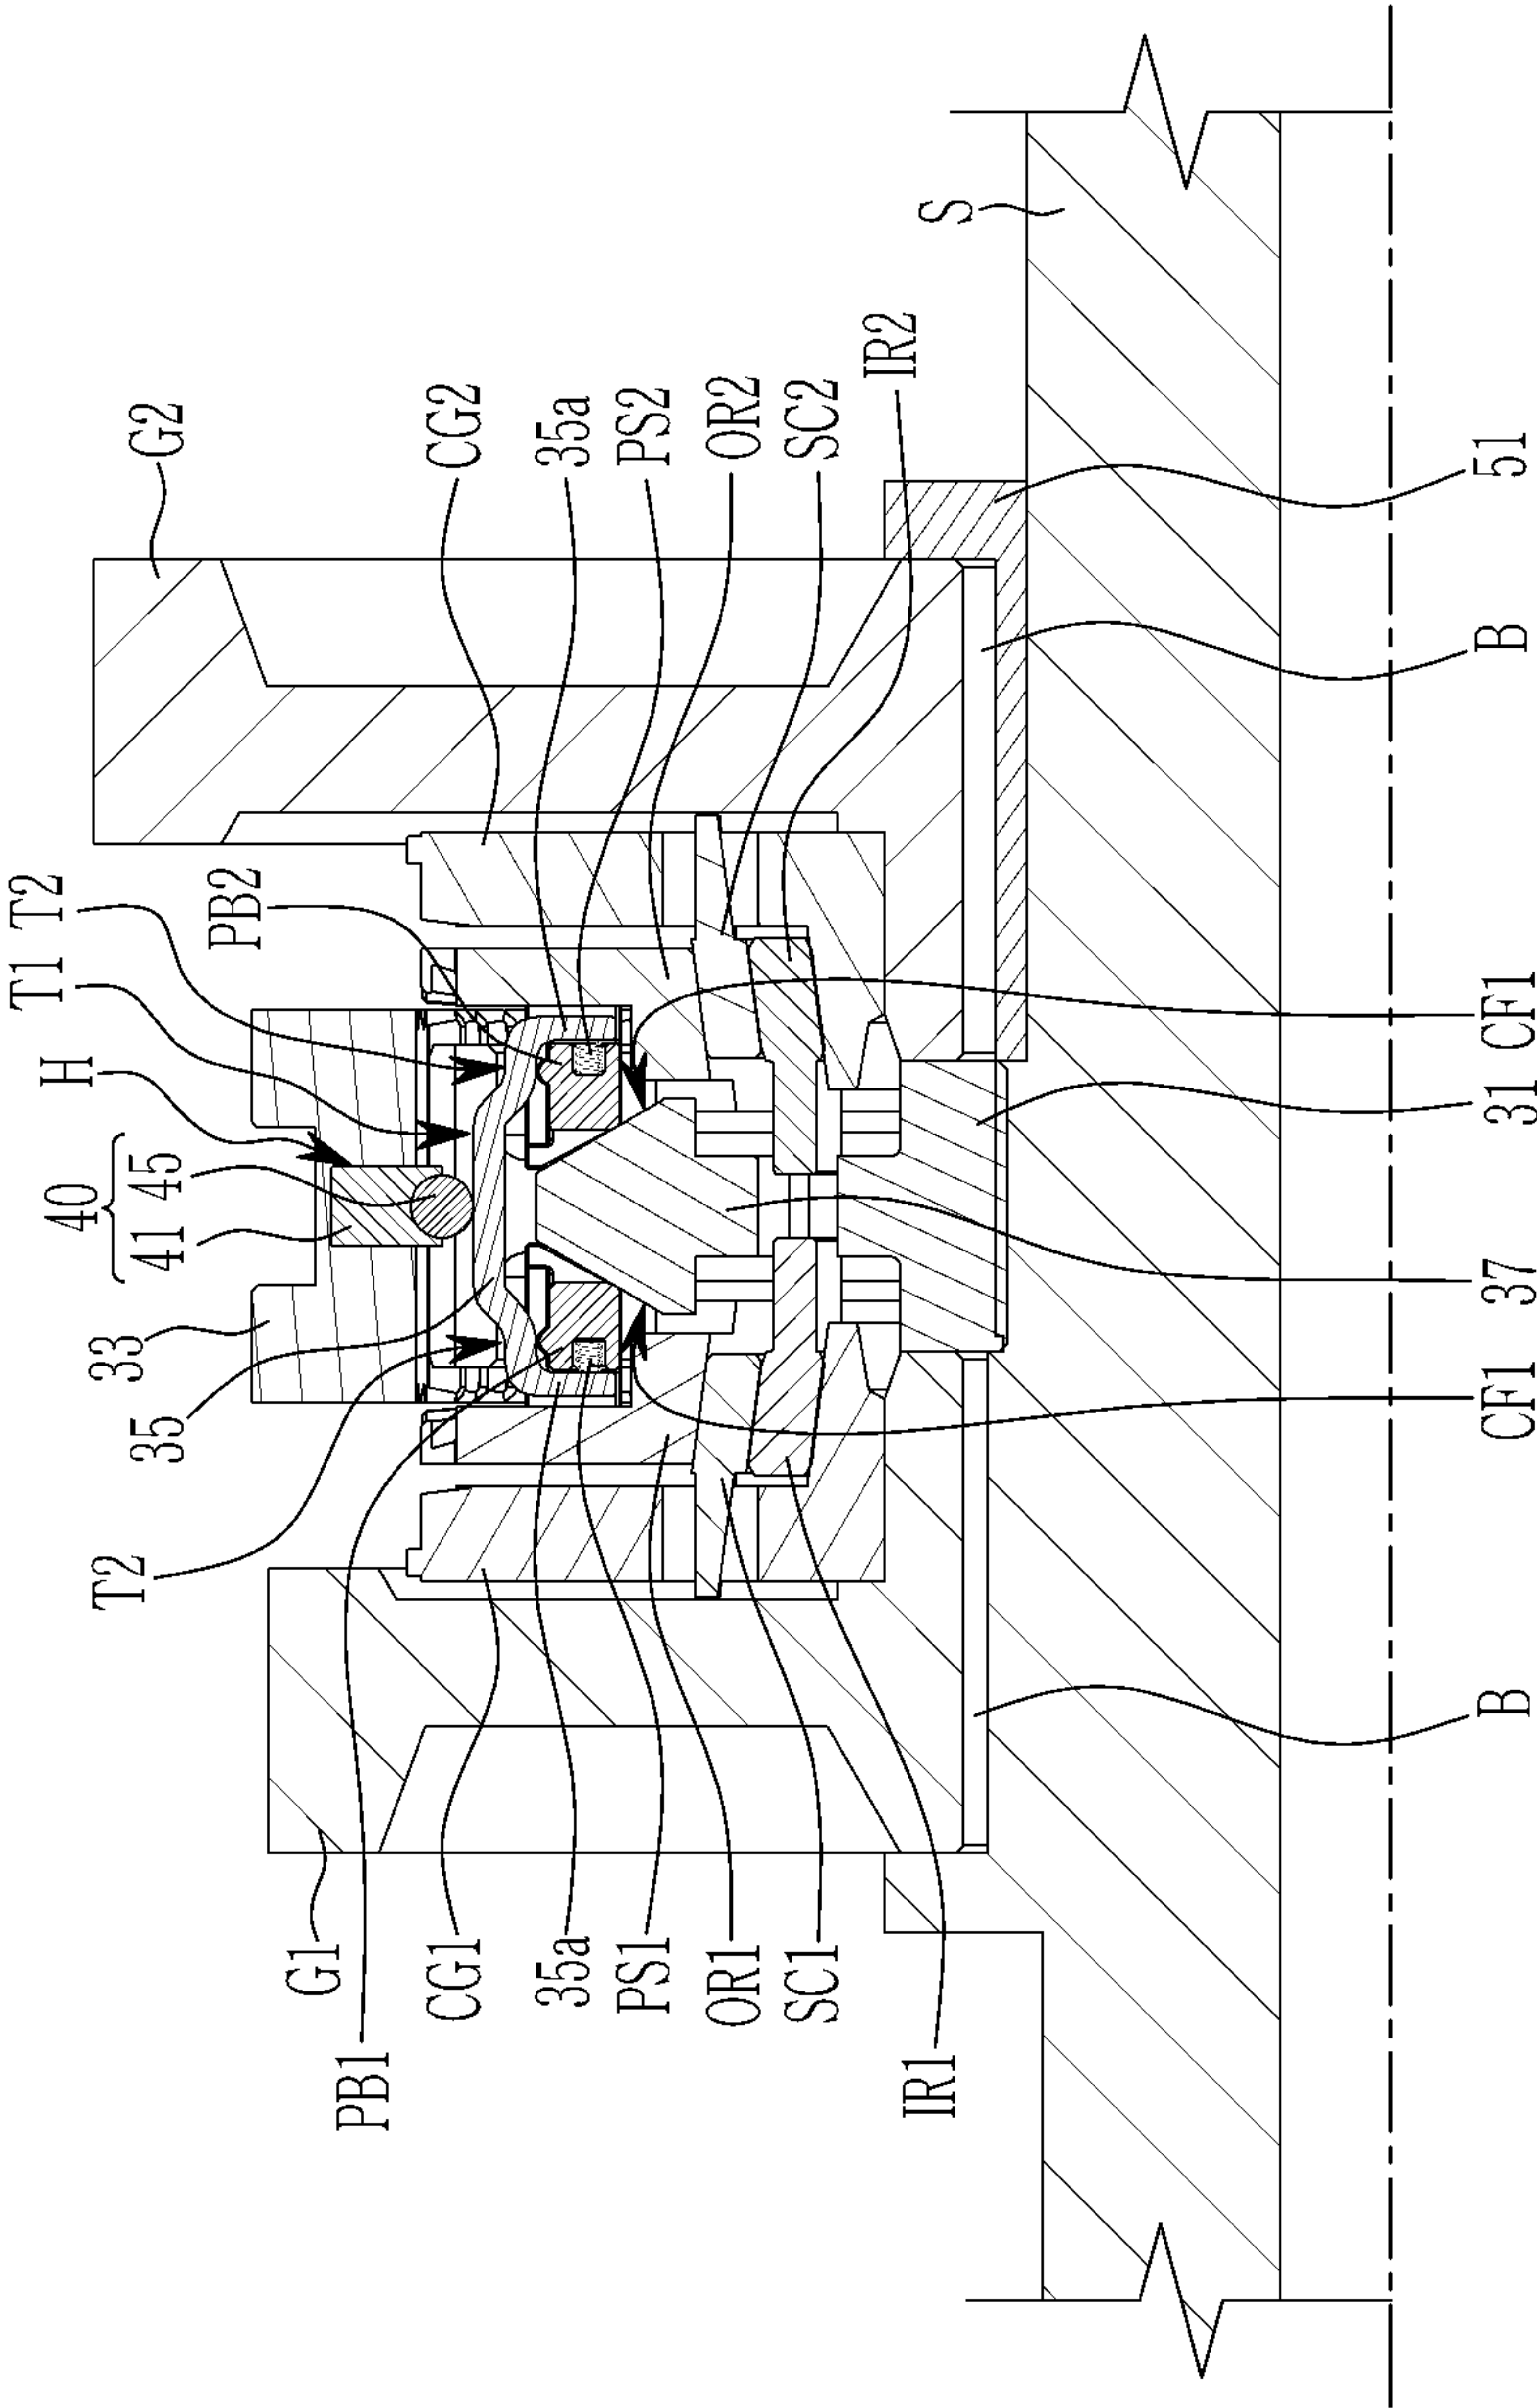 40
41 45 H T1 T2
33
35
T2
PB2
G2
G1
PB1
CG1
35a
PS1
OR1
SC1
IR1
CG2
35a
PS2
OR2
SC2
IR2
S
B CF1 37 31 CF1 B 51